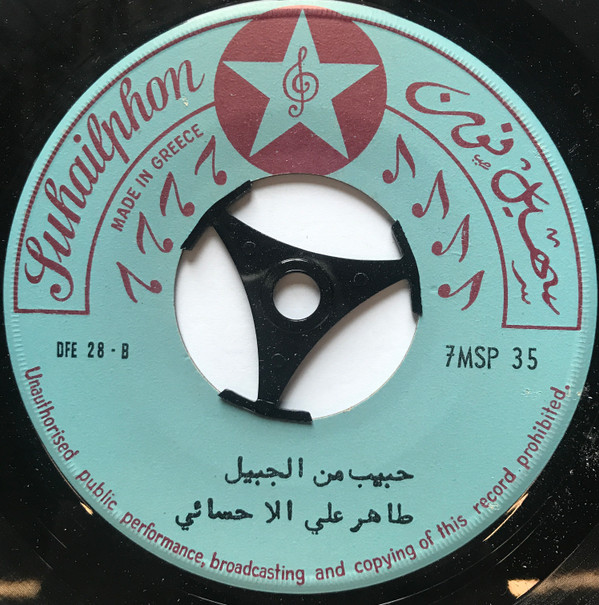 Suhailphon
سهيل فون
MADE IN GREECE
DFE 28 - B
7MSP 35
حبيب من الجبيل
طاهر علي الاحسائي
Unauthorised public performance, broadcasting and copying of this record prohibited.